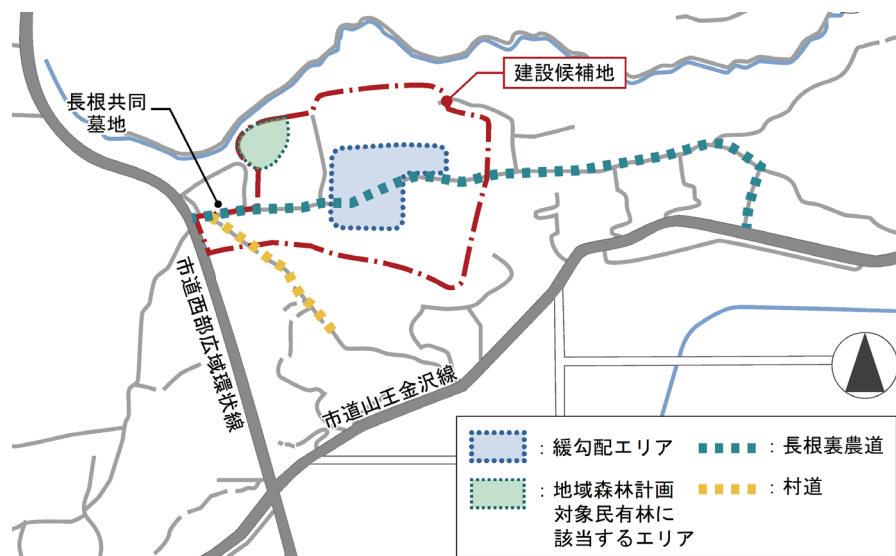 建設候補地
長根共同
墓地
市道西部広域環状線
市道山王金沢線
：緩勾配エリア
：地域森林計画
対象民有林に
該当するエリア
：長根裏農道
：村道